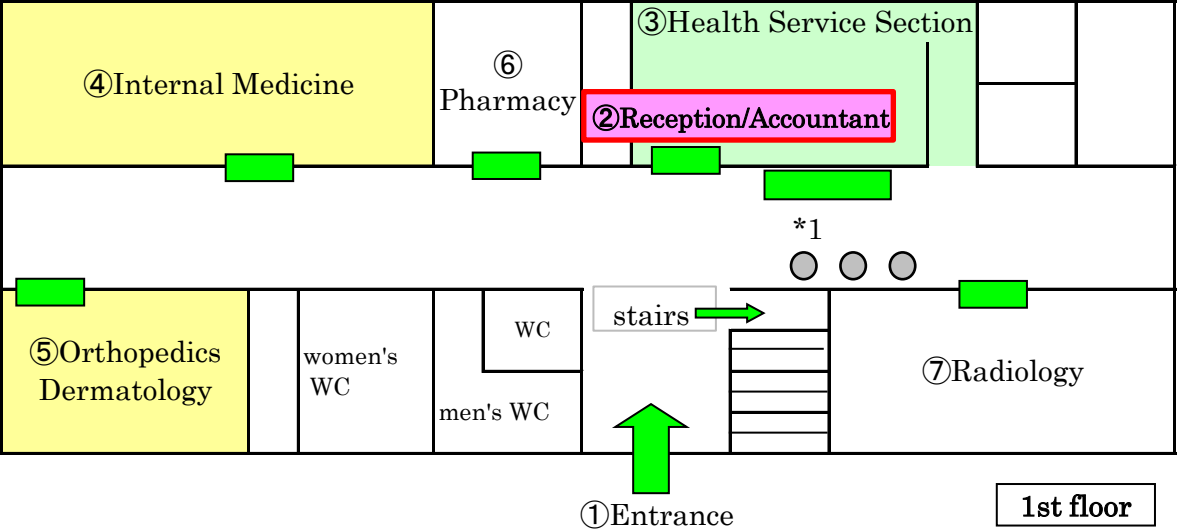 ③Health Service Section
④Internal Medicine
⑥
Pharmacy
②Reception/Accountant
*1
stairs
WC
⑤Orthopedics
Dermatology
women's
WC
men's WC
⑦Radiology
①Entrance
1st floor